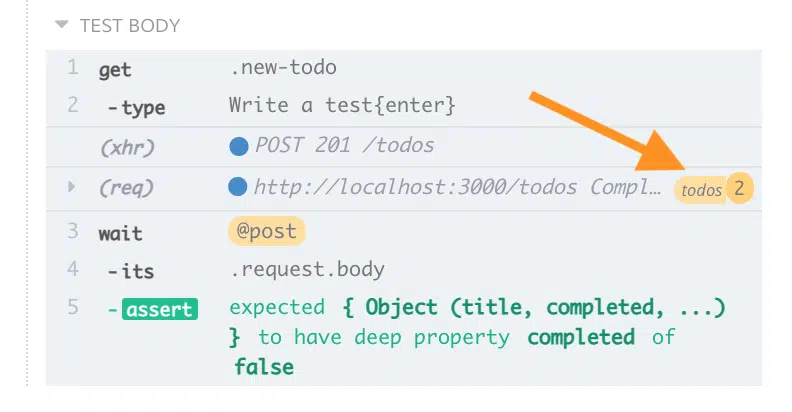 TEST BODY
1 get .new-todo
2 -type Write a test{enter}
(xhr) POST 201 /todos
(req) http://localhost:3000/todos Compl… todos 2
3 wait @post
4 -its .request.body
5 -assert expected { Object (title, completed, ...)
} to have deep property completed of
false